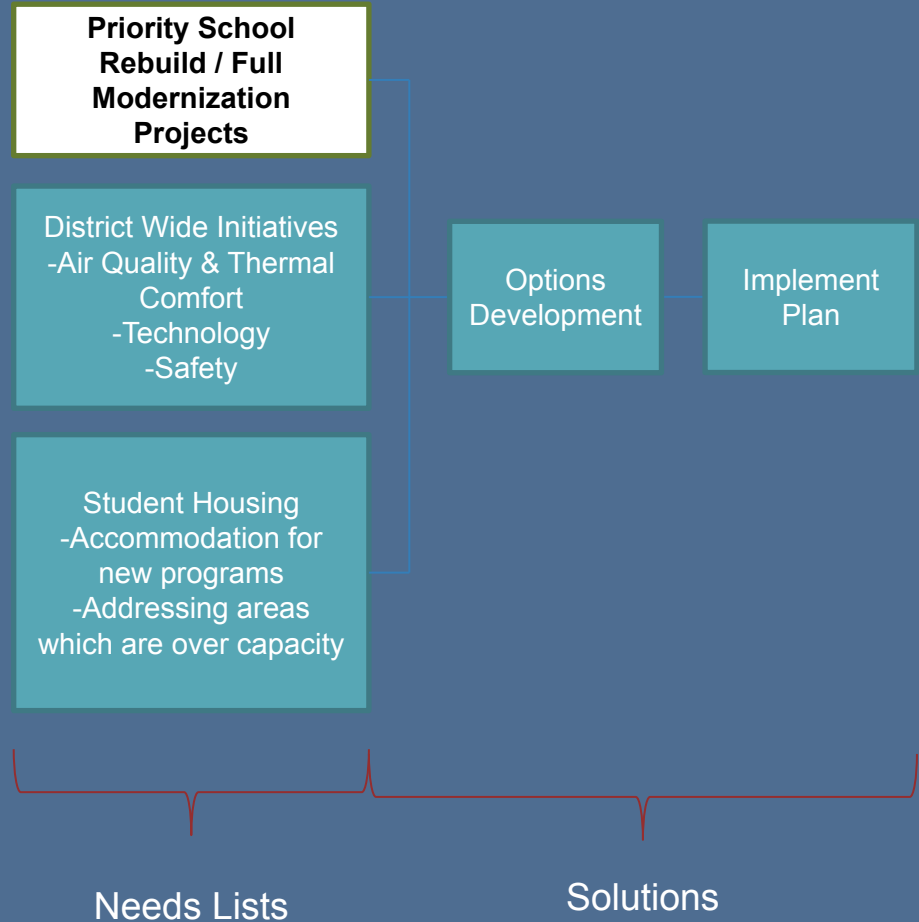 Priority School
Rebuild / Full
Modernization
Projects
District Wide Initiatives
-Air Quality & Thermal
Comfort
-Technology
-Safety
Student Housing
-Accommodation for
new programs
-Addressing areas
which are over capacity
Options
Development
Implement
Plan
Needs Lists
Solutions